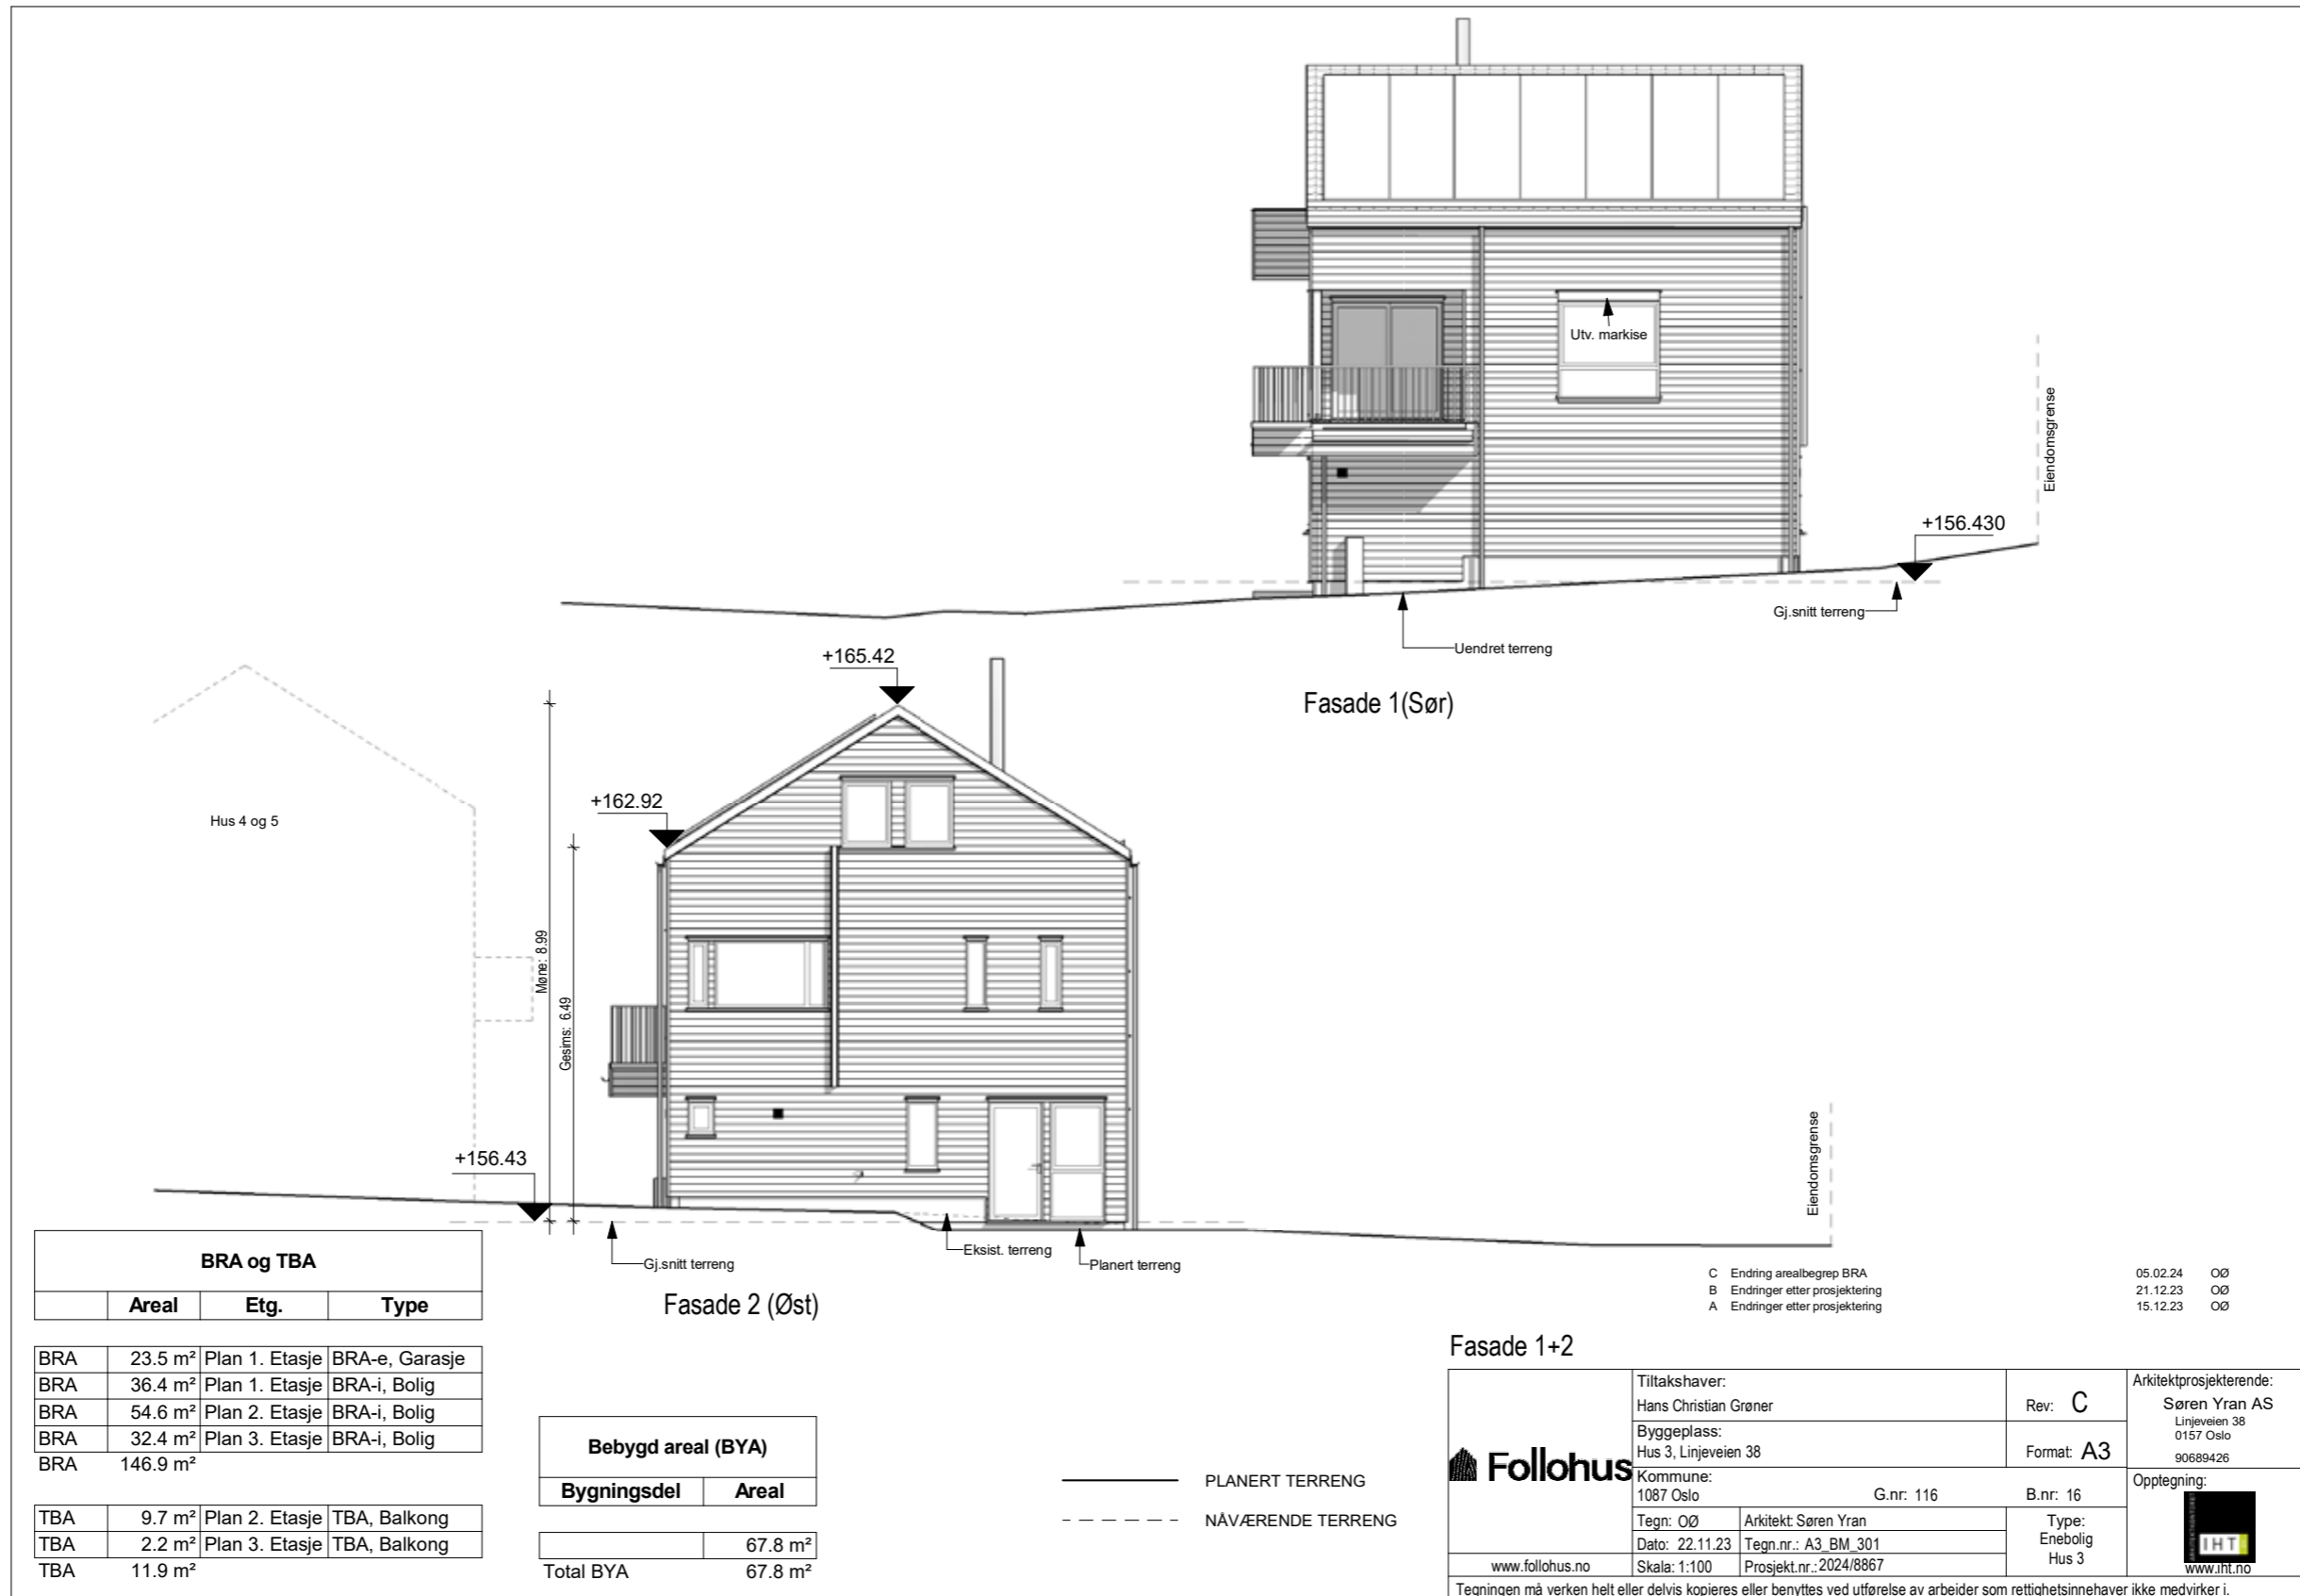 Utv. markise
Eiendomsgrense
+156.430
Gj.snitt terreng
Uendret terreng
Fasade 1(Sør)
+165.42
+162.92
Hus 4 og 5
Møne: 8.99
Gesims: 6.49
+156.43
Eiendomsgrense
Gj.snitt terreng
Eksist. terreng
Planert terreng
Fasade 2 (Øst)
BRA og TBA
Areal Etg. Type
BRA 23.5 m² Plan 1. Etasje BRA-e, Garasje
BRA 36.4 m² Plan 1. Etasje BRA-i, Bolig
BRA 54.6 m² Plan 2. Etasje BRA-i, Bolig
BRA 32.4 m² Plan 3. Etasje BRA-i, Bolig
BRA 146.9 m²
TBA 9.7 m² Plan 2. Etasje TBA, Balkong
TBA 2.2 m² Plan 3. Etasje TBA, Balkong
TBA 11.9 m²
Bebygd areal (BYA)
Bygningsdel Areal
67.8 m²
Total BYA 67.8 m²
PLANERT TERRENG
NÅVÆRENDE TERRENG
C Endring arealbegrep BRA 05.02.24 OØ
B Endringer etter prosjektering 21.12.23 OØ
A Endringer etter prosjektering 15.12.23 OØ
Fasade 1+2
Follohus
www.follohus.no
Tiltakshaver:
Hans Christian Grøner
Rev: C
Byggeplass:
Hus 3, Linjeveien 38
Format: A3
Kommune:
1087 Oslo G.nr: 116 B.nr: 16
Tegn: OØ Arkitekt: Søren Yran
Dato: 22.11.23 Tegn.nr.: A3_BM_301
Skala: 1:100 Prosjekt.nr.: 2024/8867
Type:
Enebolig
Hus 3
Arkitektprosjekterende:
Søren Yran AS
Linjeveien 38
0157 Oslo
90689426
Opptegning:
ARKITEKTKONTORET
IHT
www.iht.no
Tegningen må verken helt eller delvis kopieres eller benyttes ved utførelse av arbeider som rettighetsinnehaver ikke medvirker i.